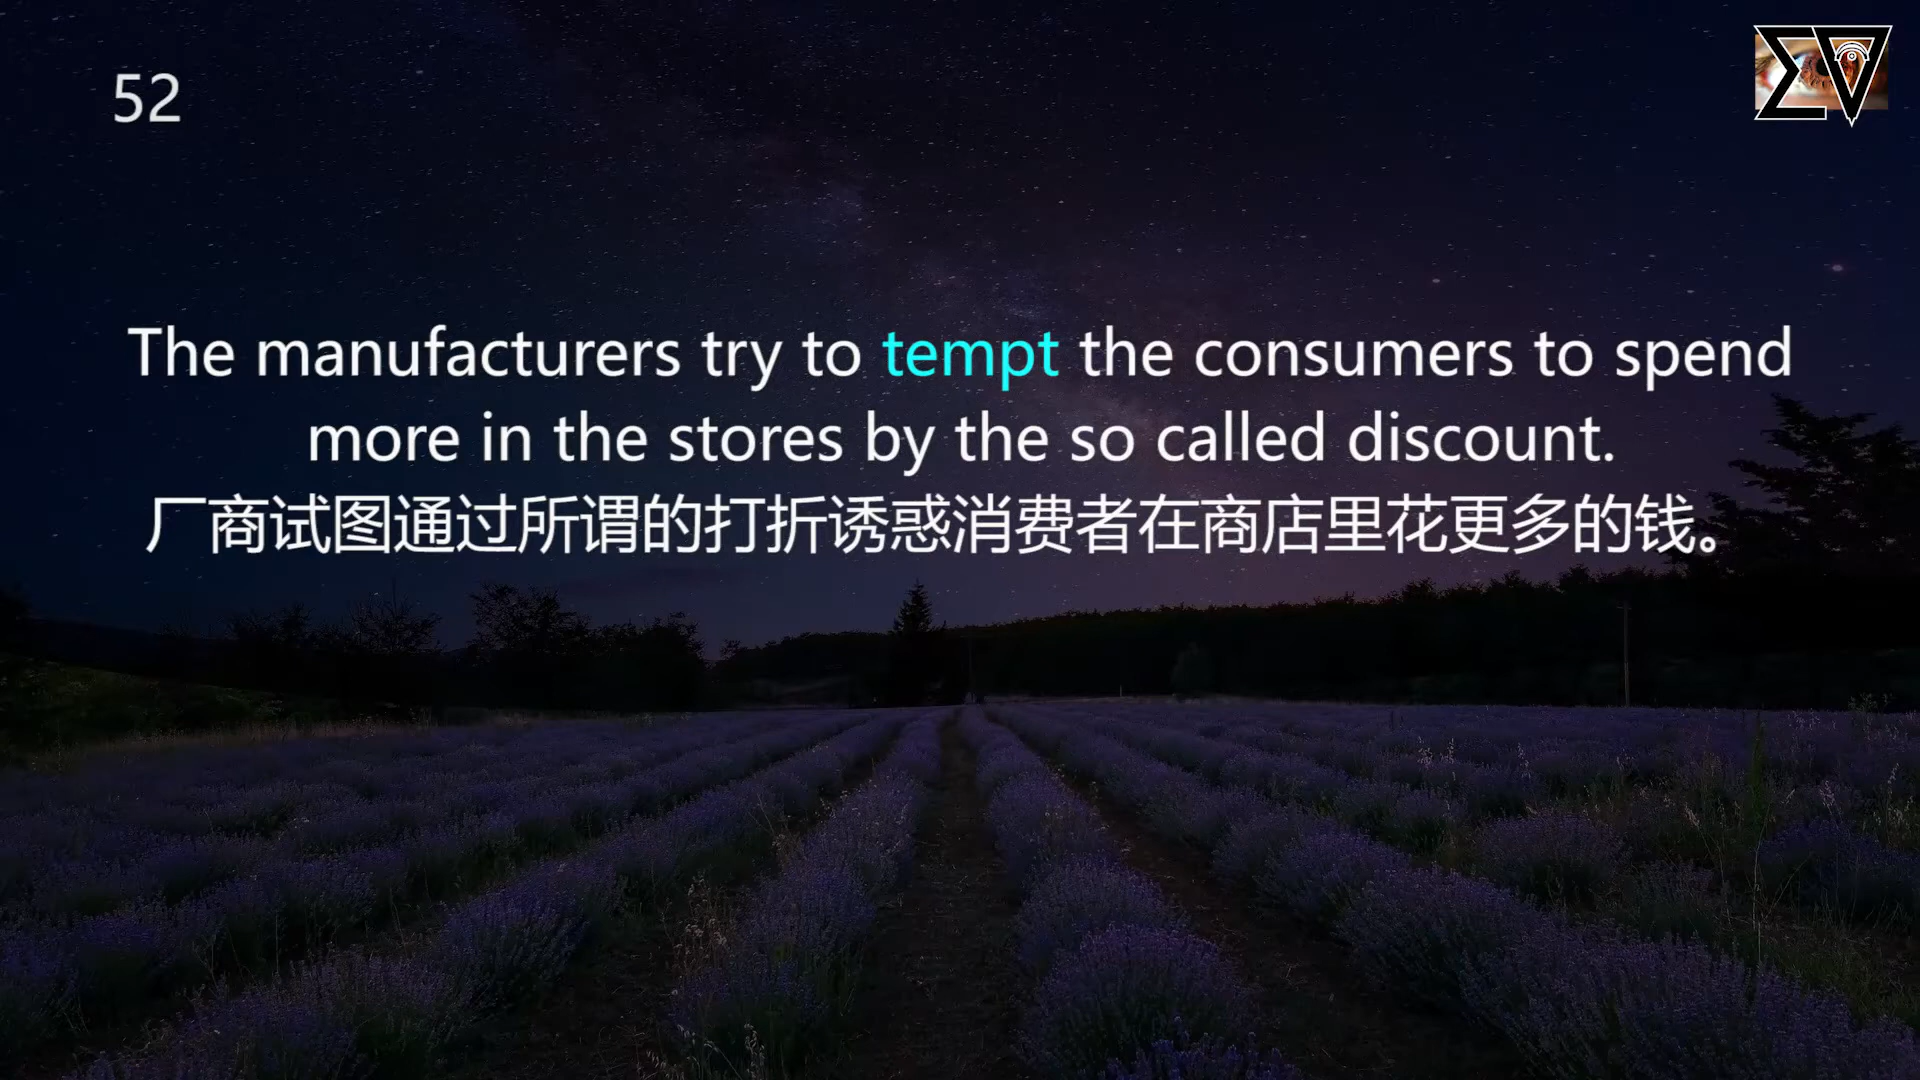 52
The manufacturers try to tempt the consumers to spend
more in the stores by the so called discount.
厂商试图通过所谓的打折诱惑消费者在商店里花更多的钱。